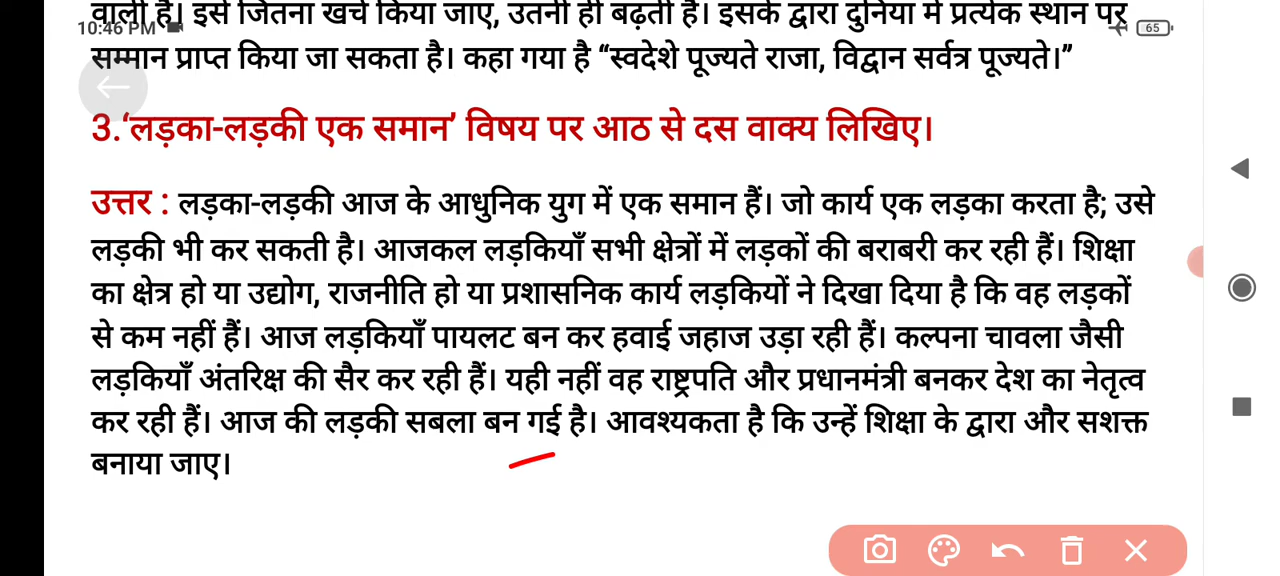 वाली है। इसे जितना खर्च किया जाए, उतनी ही बढ़ती है। इसके द्वारा दुनिया में प्रत्येक स्थान पर
10:46 PM
65
सम्मान प्राप्त किया जा सकता है। कहा गया है “स्वदेशे पूज्यते राजा, विद्वान सर्वत्र पूज्यते।”
3.‘लड़का-लड़की एक समान’ विषय पर आठ से दस वाक्य लिखिए।
उत्तर : लड़का-लड़की आज के आधुनिक युग में एक समान हैं। जो कार्य एक लड़का करता है; उसे
लड़की भी कर सकती है। आजकल लड़कियाँ सभी क्षेत्रों में लड़कों की बराबरी कर रही हैं। शिक्षा
का क्षेत्र हो या उद्योग, राजनीति हो या प्रशासनिक कार्य लड़कियों ने दिखा दिया है कि वह लड़कों
से कम नहीं हैं। आज लड़कियाँ पायलट बन कर हवाई जहाज उड़ा रही हैं। कल्पना चावला जैसी
लड़कियाँ अंतरिक्ष की सैर कर रही हैं। यही नहीं वह राष्ट्रपति और प्रधानमंत्री बनकर देश का नेतृत्व
कर रही हैं। आज की लड़की सबला बन गई है। आवश्यकता है कि उन्हें शिक्षा के द्वारा और सशक्त
बनाया जाए।